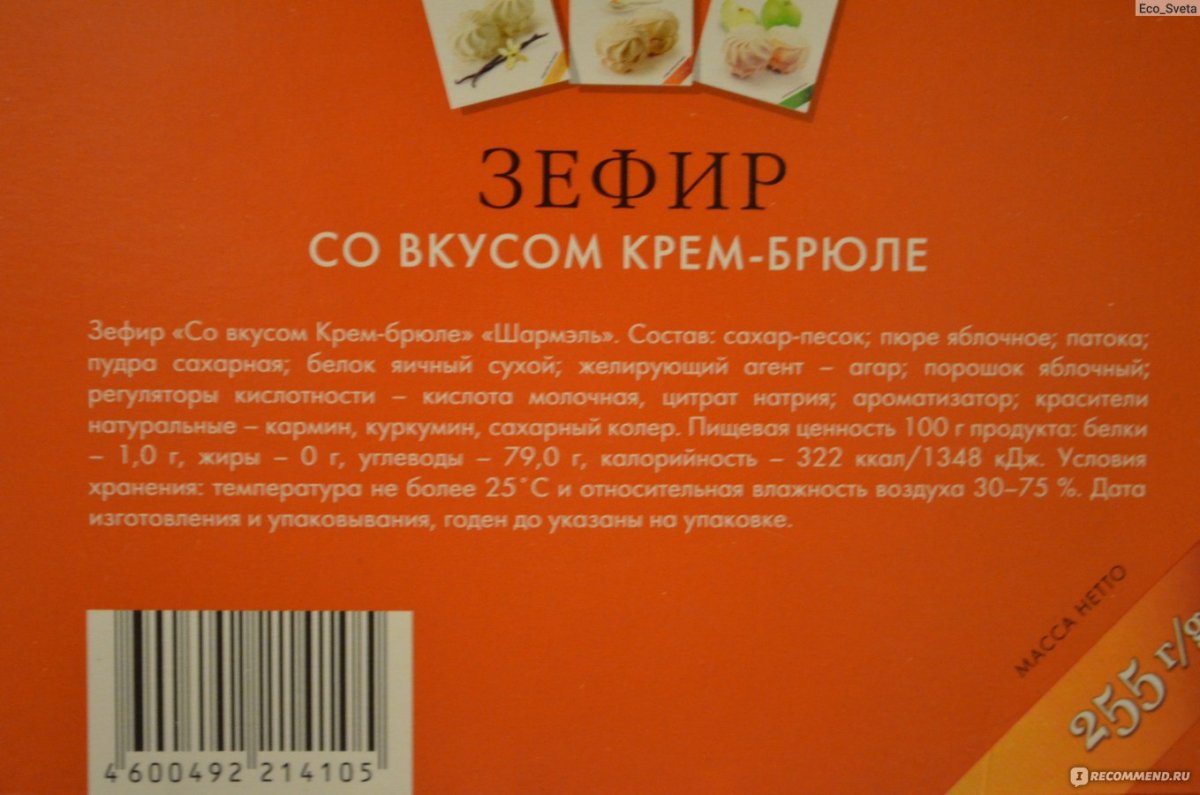 Eco_Sveta
ЗЕФИР
СО ВКУСОМ КРЕМ-БРЮЛЕ
Зефир «Со вкусом Крем-брюле» «Шармэль». Состав: сахар-песок; пюре яблочное; патока;
пудра сахарная; белок яичный сухой; желирующий агент – агар; порошок яблочный;
регуляторы кислотности – кислота молочная, цитрат натрия; ароматизатор; красители
натуральные – кармин, куркумин, сахарный колер. Пищевая ценность 100 г продукта: белки
– 1,0 г, жиры – 0 г, углеводы – 79,0 г, калорийность – 322 ккал/1348 кДж. Условия
хранения: температура не более 25°С и относительная влажность воздуха 30–75 %. Дата
изготовления и упаковывания, годен до указаны на упаковке.
МАССА НЕТТО
255 г/g
4 600492 214105
IRECOMMEND.RU